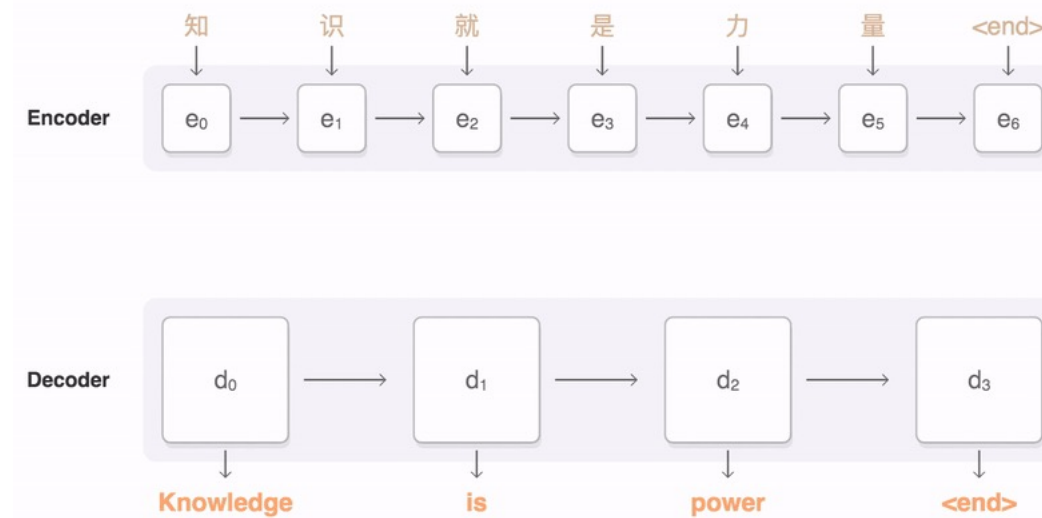 知 识 就 是 力 量 <end>
Encoder e₀ e₁ e₂ e₃ e₄ e₅ e₆
Decoder d₀ d₁ d₂ d₃
Knowledge is power <end>